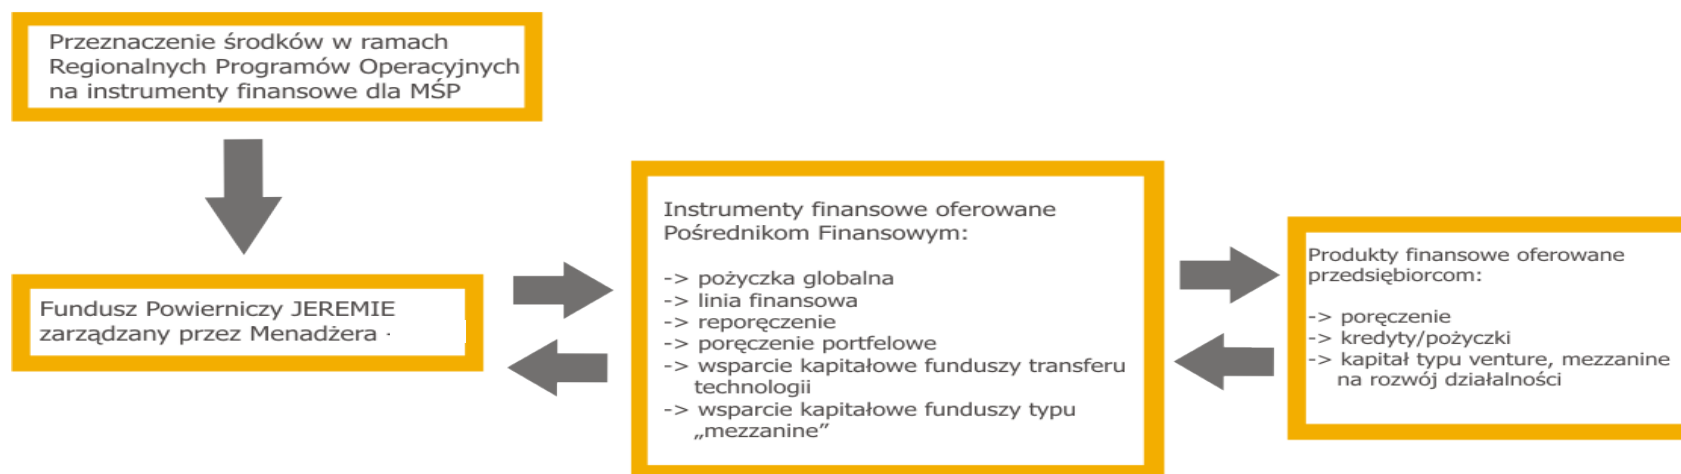 Przeznaczenie środków w ramach
Regionalnych Programów Operacyjnych
na instrumenty finansowe dla MŚP
Fundusz Powierniczy JEREMIE
zarządzany przez Menadżera ·
Instrumenty finansowe oferowane
Pośrednikom Finansowym:
-> pożyczka globalna
-> linia finansowa
-> reporęczenie
-> poręczenie portfelowe
-> wsparcie kapitałowe funduszy transferu
technologii
-> wsparcie kapitałowe funduszy typu
„mezzanine”
Produkty finansowe oferowane
przedsiębiorcom:
-> poręczenie
-> kredyty/pożyczki
-> kapitał typu venture, mezzanine
na rozwój działalności